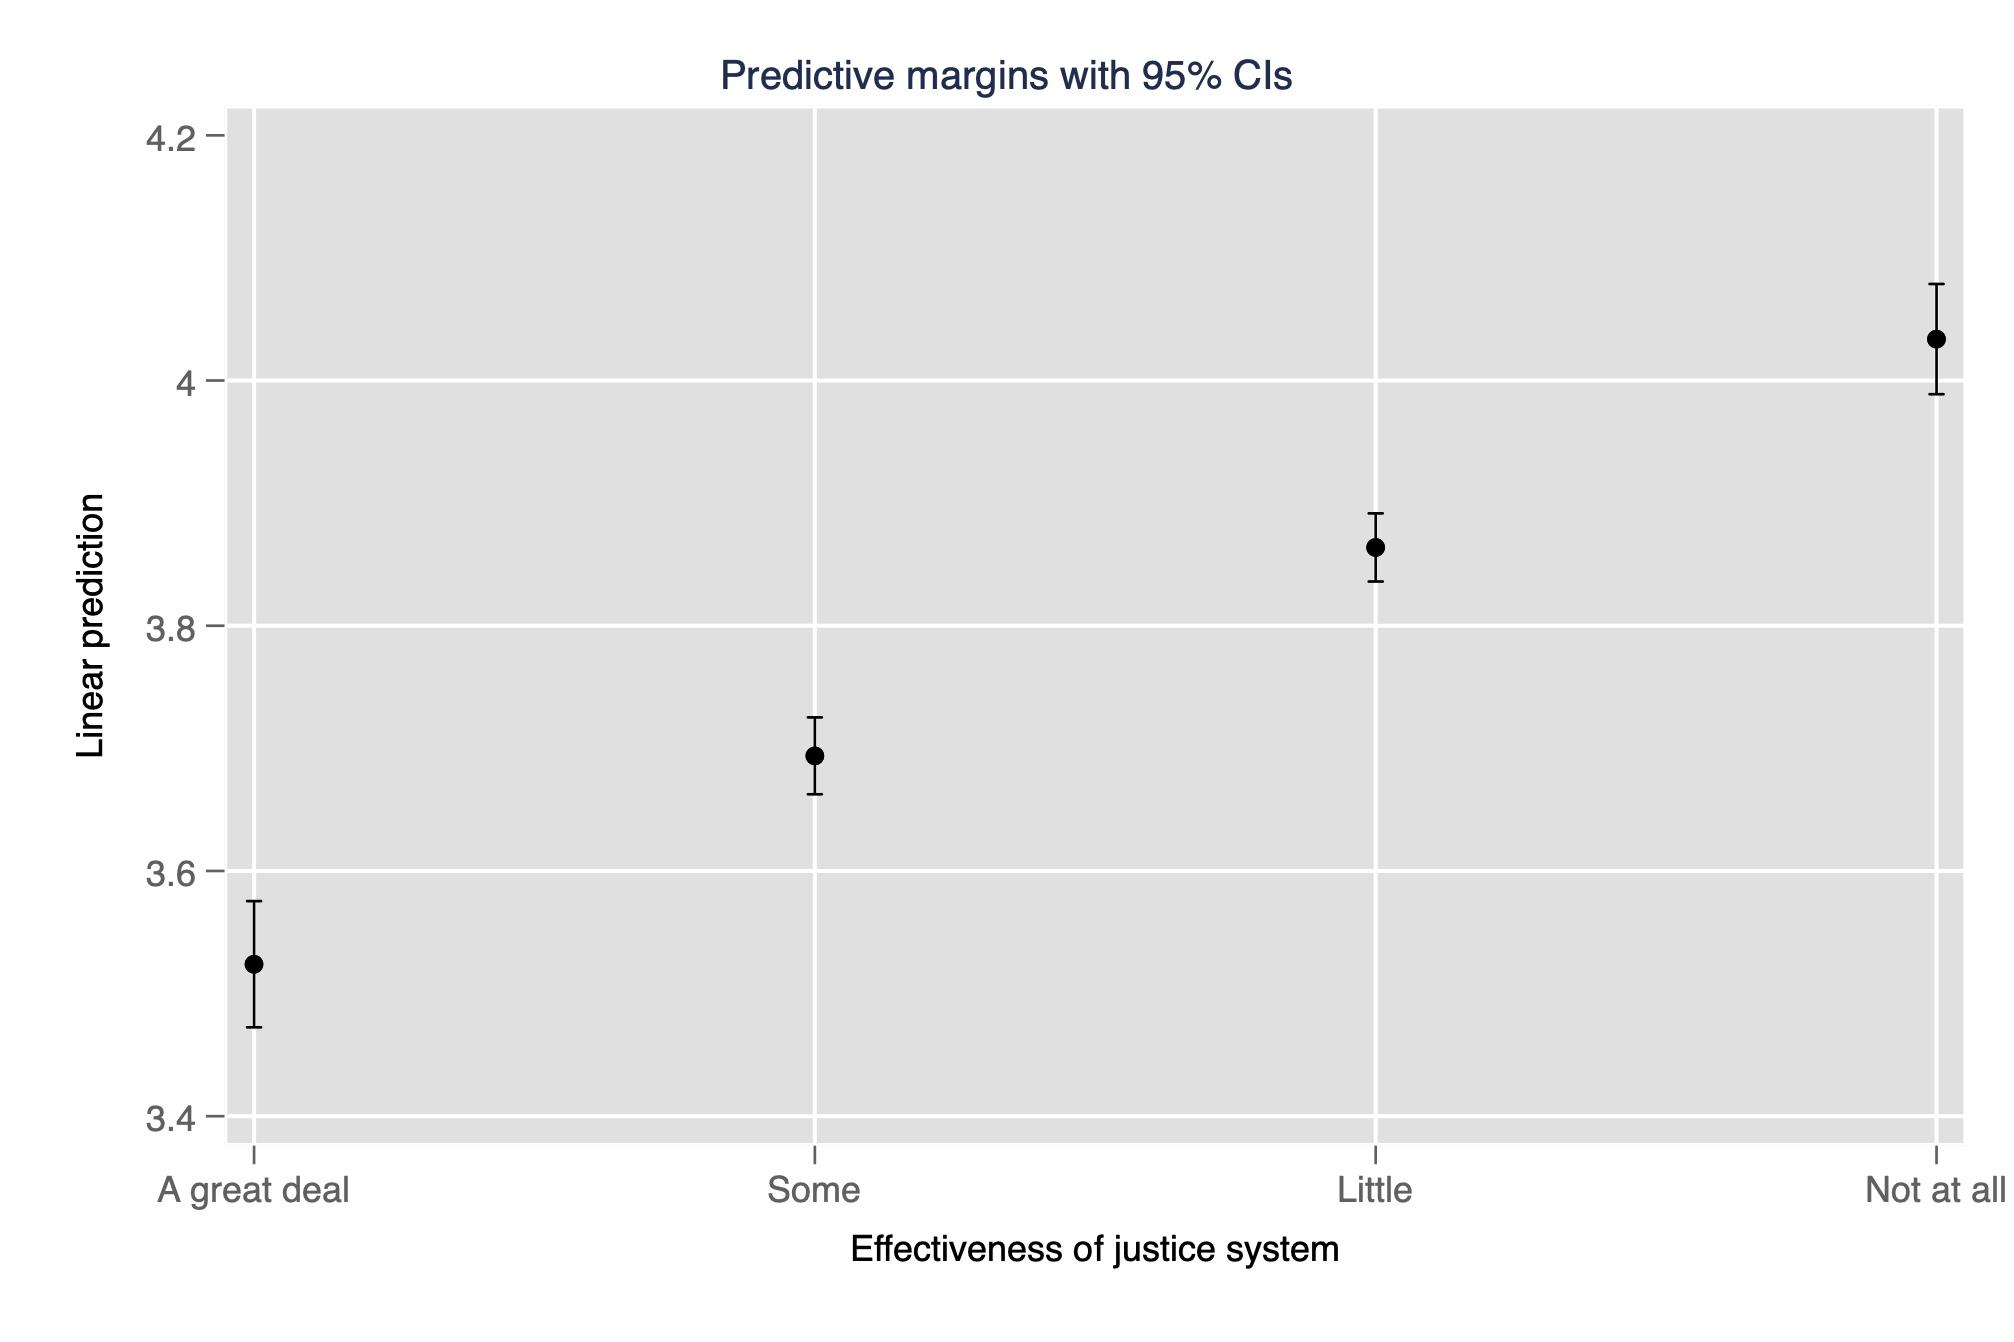 Predictive margins with 95% CIs
4.2
4
3.8
3.6
3.4
Linear prediction
A great deal
Some
Little
Not at all
Effectiveness of justice system